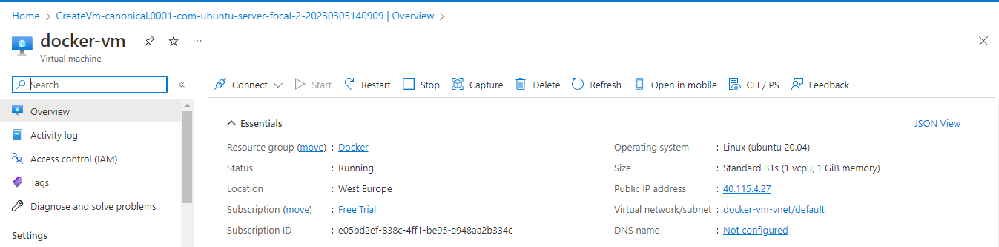 Home > CreateVm-canonical.0001-com-ubuntu-server-focal-2-20230305140909 | Overview >
docker-vm
Virtual machine
Search
Connect Start Restart Stop Capture Delete Refresh Open in mobile CLI / PS Feedback
Overview
Activity log
Access control (IAM)
Tags
Diagnose and solve problems
Settings
Essentials
JSON View
Resource group (move) : Docker
Status : Running
Location : West Europe
Subscription (move) : Free Trial
Subscription ID : e05bd2ef-838c-4ff1-be95-a948aa2b334c
Operating system : Linux (ubuntu 20.04)
Size : Standard B1s (1 vcpu, 1 GiB memory)
Public IP address : 40.115.4.27
Virtual network/subnet : docker-vm-vnet/default
DNS name : Not configured